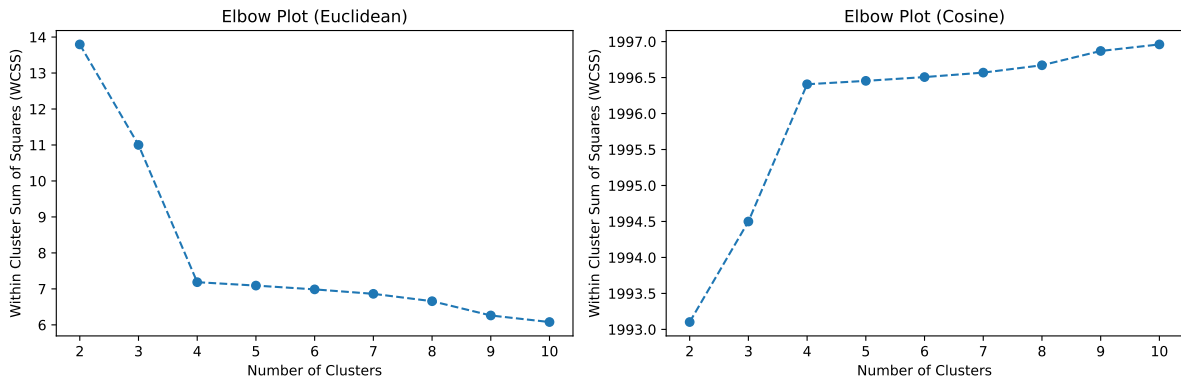 Elbow Plot (Euclidean)
Within Cluster Sum of Squares (WCSS)
14
13
12
11
10
9
8
7
6
2 3 4 5 6 7 8 9 10
Number of Clusters
Elbow Plot (Cosine)
Within Cluster Sum of Squares (WCSS)
1997.0
1996.5
1996.0
1995.5
1995.0
1994.5
1994.0
1993.5
1993.0
2 3 4 5 6 7 8 9 10
Number of Clusters